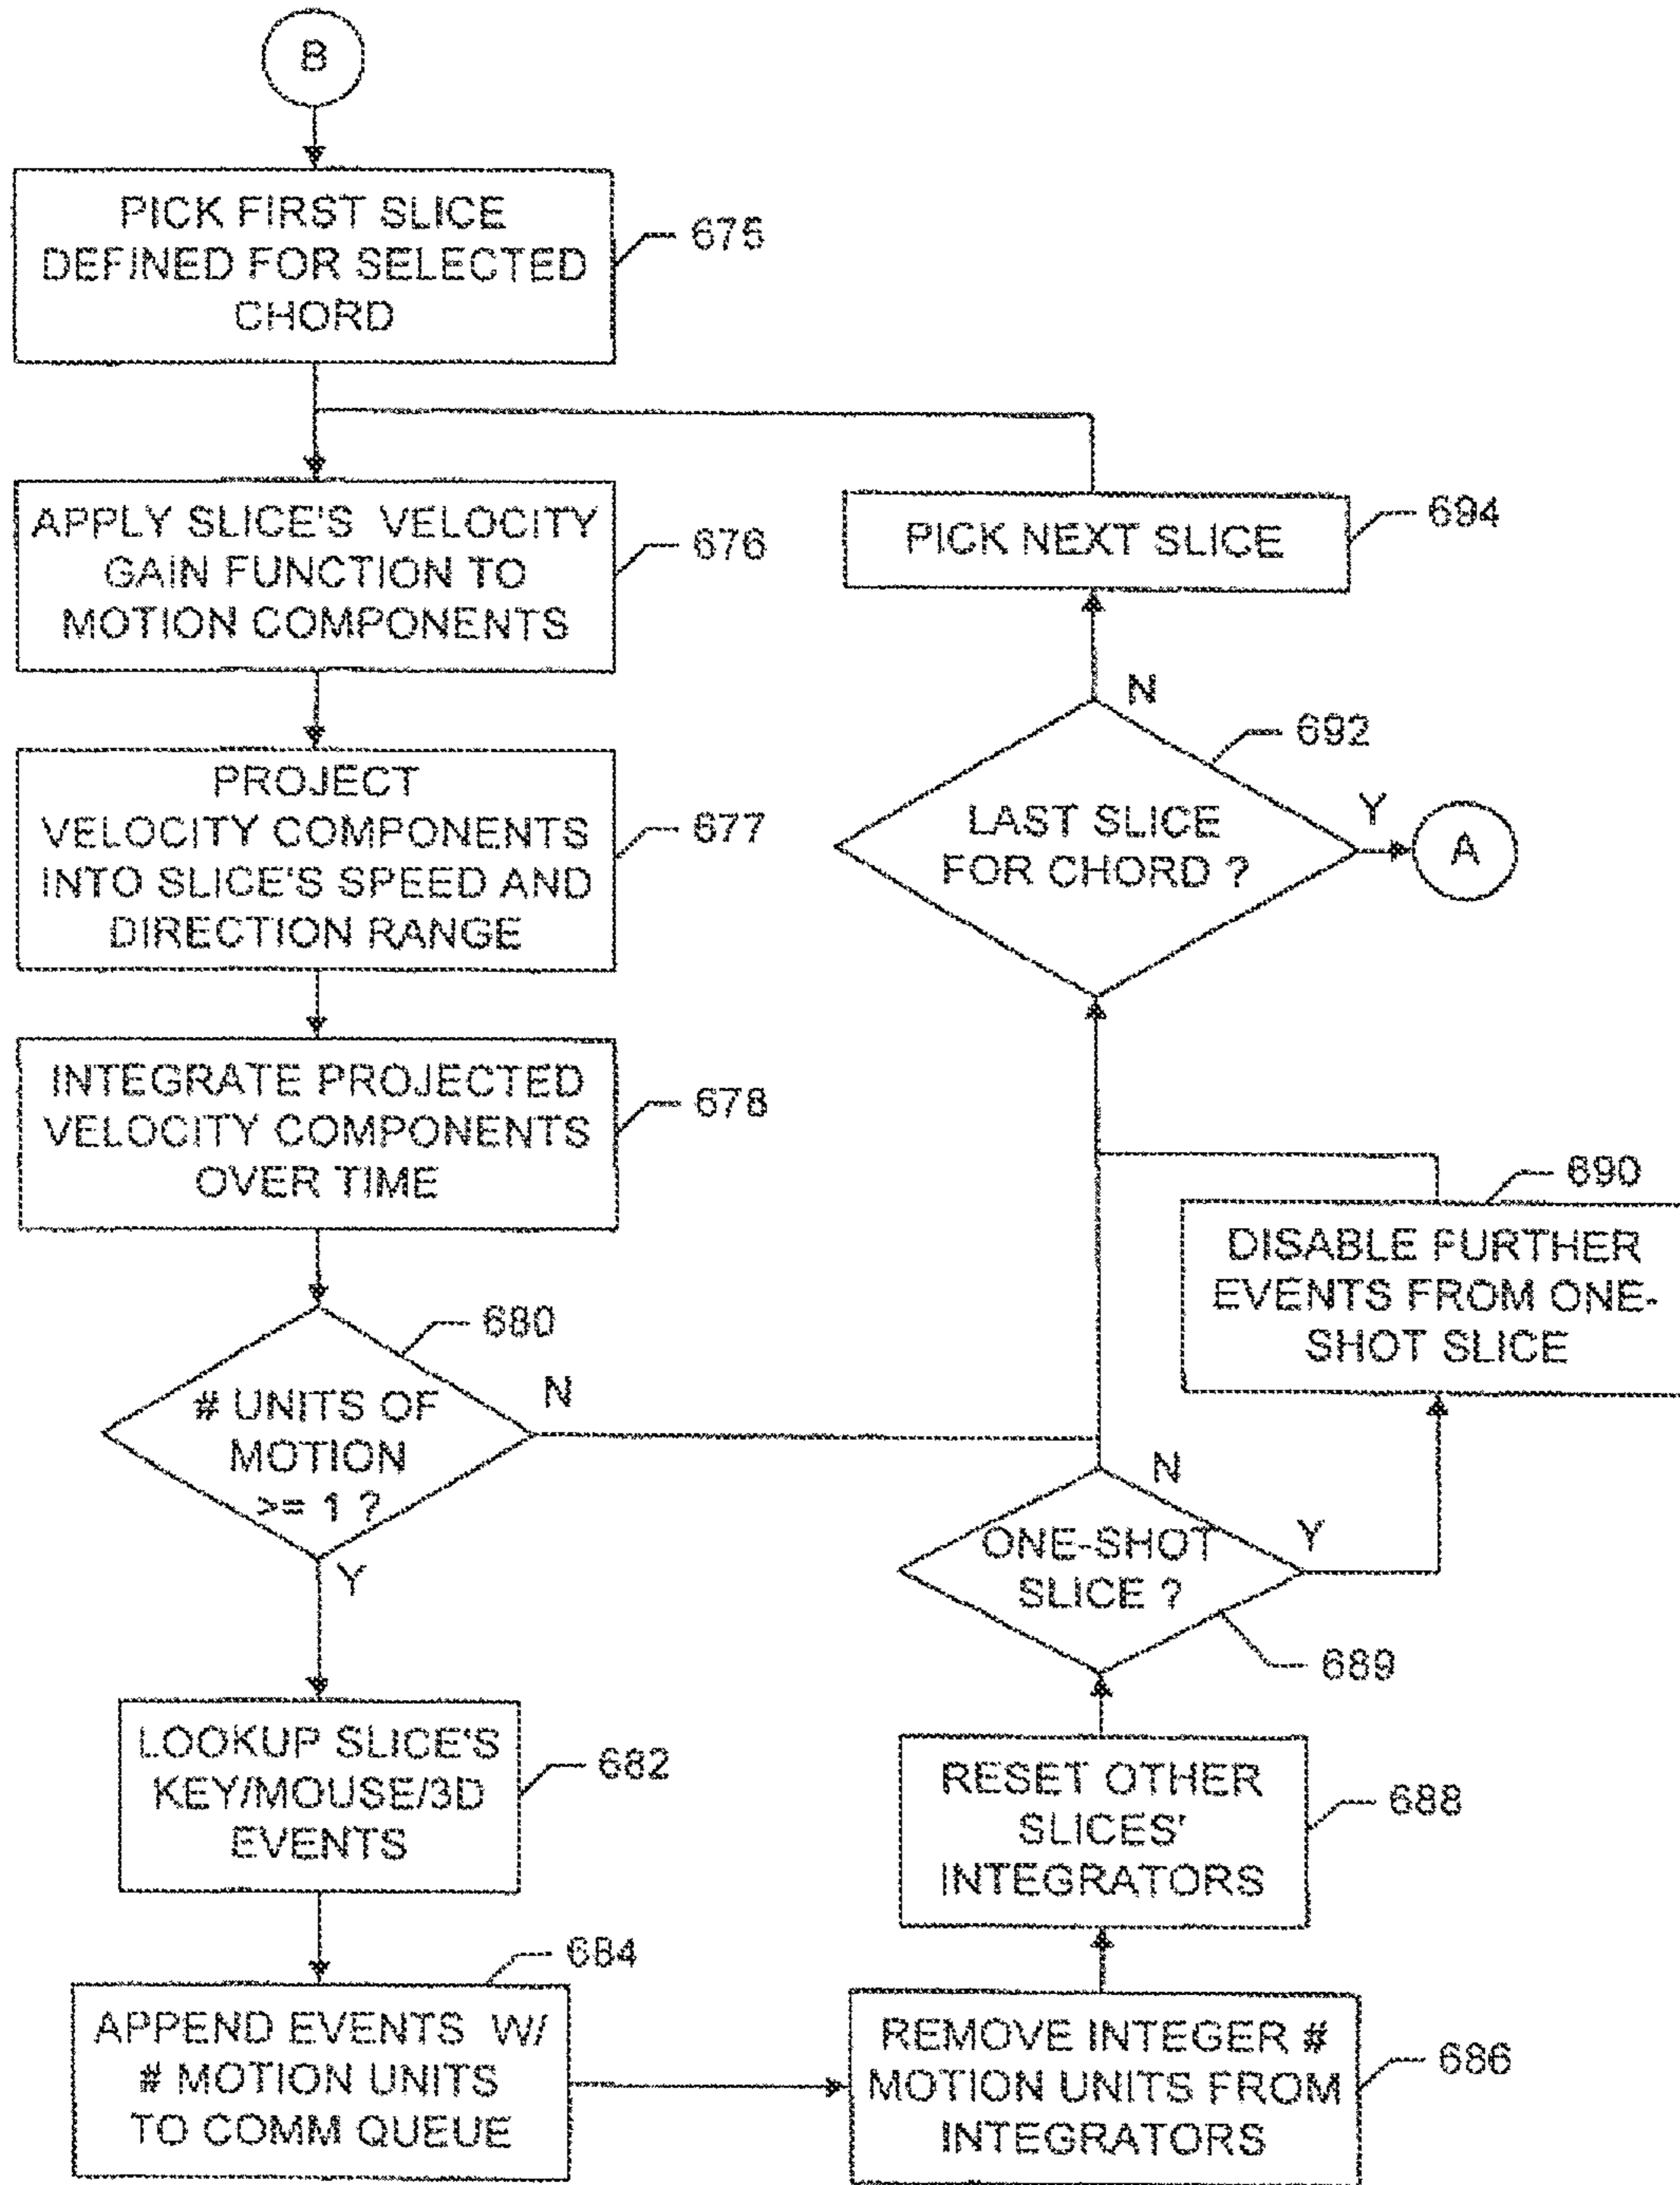 B
PICK FIRST SLICE
DEFINED FOR SELECTED
CHORD
675
APPLY SLICE'S VELOCITY
GAIN FUNCTION TO
MOTION COMPONENTS
676
PROJECT
VELOCITY COMPONENTS
INTO SLICE'S SPEED AND
DIRECTION RANGE
677
INTEGRATE PROJECTED
VELOCITY COMPONENTS
OVER TIME
678
# UNITS OF
MOTION
>= 1 ?
680
N
Y
LOOKUP SLICE'S
KEY/MOUSE/3D
EVENTS
682
APPEND EVENTS W/
# MOTION UNITS
TO COMM QUEUE
684
REMOVE INTEGER #
MOTION UNITS FROM
INTEGRATORS
686
RESET OTHER
SLICES'
INTEGRATORS
688
ONE-SHOT
SLICE ?
689
N
Y
DISABLE FURTHER
EVENTS FROM ONE-
SHOT SLICE
690
LAST SLICE
FOR CHORD ?
692
N
Y
A
PICK NEXT SLICE
694